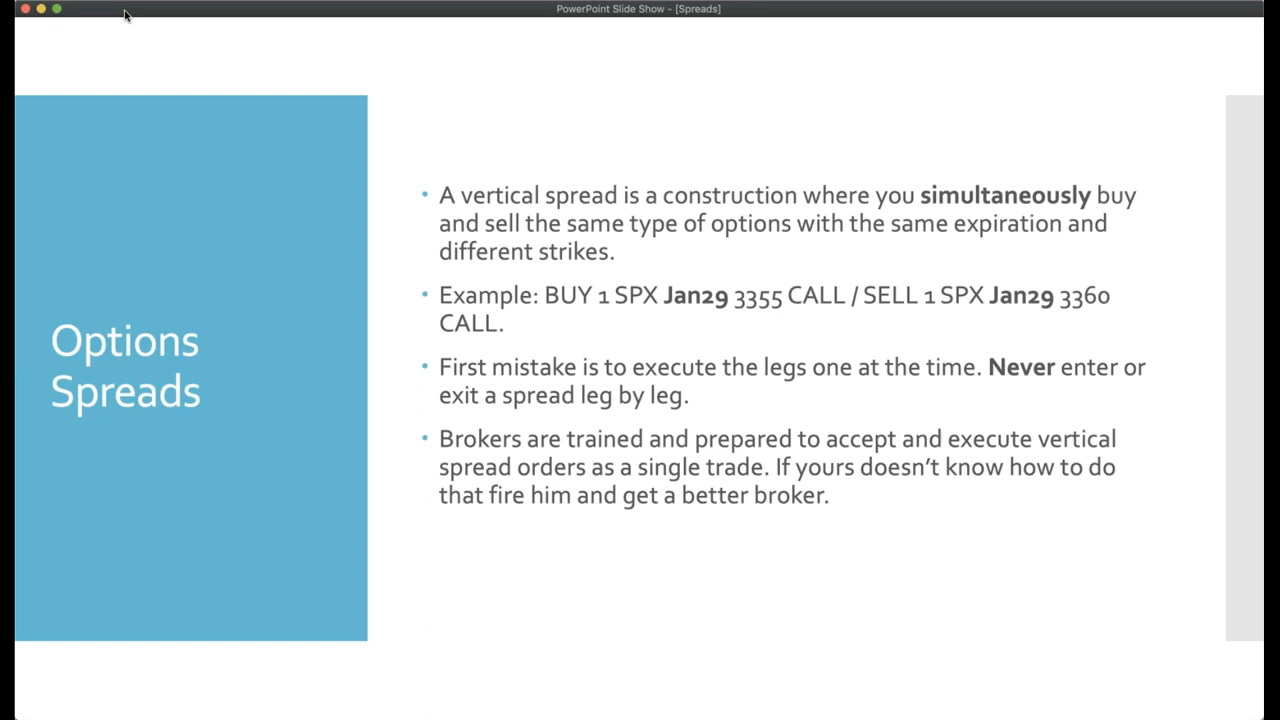 PowerPoint Slide Show - [Spreads]
Options
Spreads
• A vertical spread is a construction where you simultaneously buy
and sell the same type of options with the same expiration and
different strikes.
• Example: BUY 1 SPX Jan29 3355 CALL / SELL 1 SPX Jan29 3360
CALL.
• First mistake is to execute the legs one at the time. Never enter or
exit a spread leg by leg.
• Brokers are trained and prepared to accept and execute vertical
spread orders as a single trade. If yours doesn’t know how to do
that fire him and get a better broker.